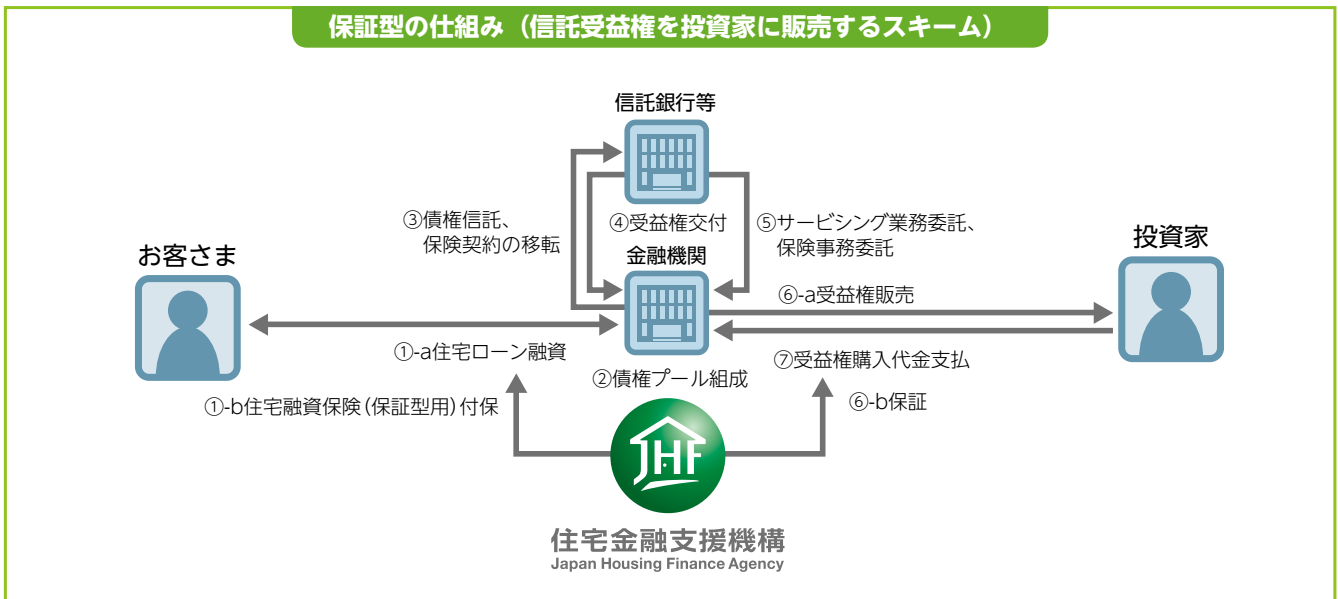 保証型の仕組み（信託受益権を投資家に販売するスキーム）
信託銀行等
③債権信託、
保険契約の移転
④受益権交付
⑤サービシング業務委託、
保険事務委託
お客さま
金融機関
投資家
⑥-a受益権販売
①-a住宅ローン融資
②債権プール組成
⑦受益権購入代金支払
①-b住宅融資保険（保証型用）付保
⑥-b保証
JHF
住宅金融支援機構
Japan Housing Finance Agency